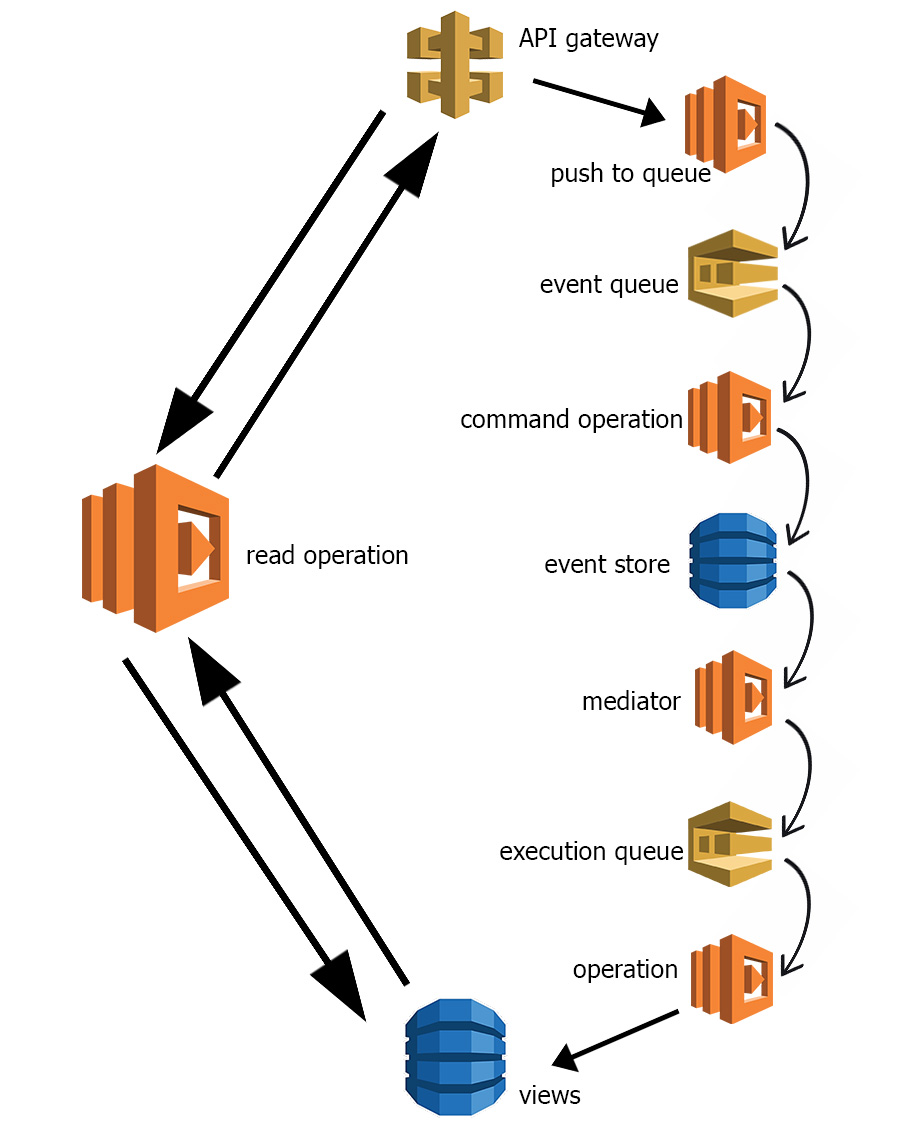 API gateway
push to queue
event queue
command operation
read operation
event store
mediator
execution queue
operation
views